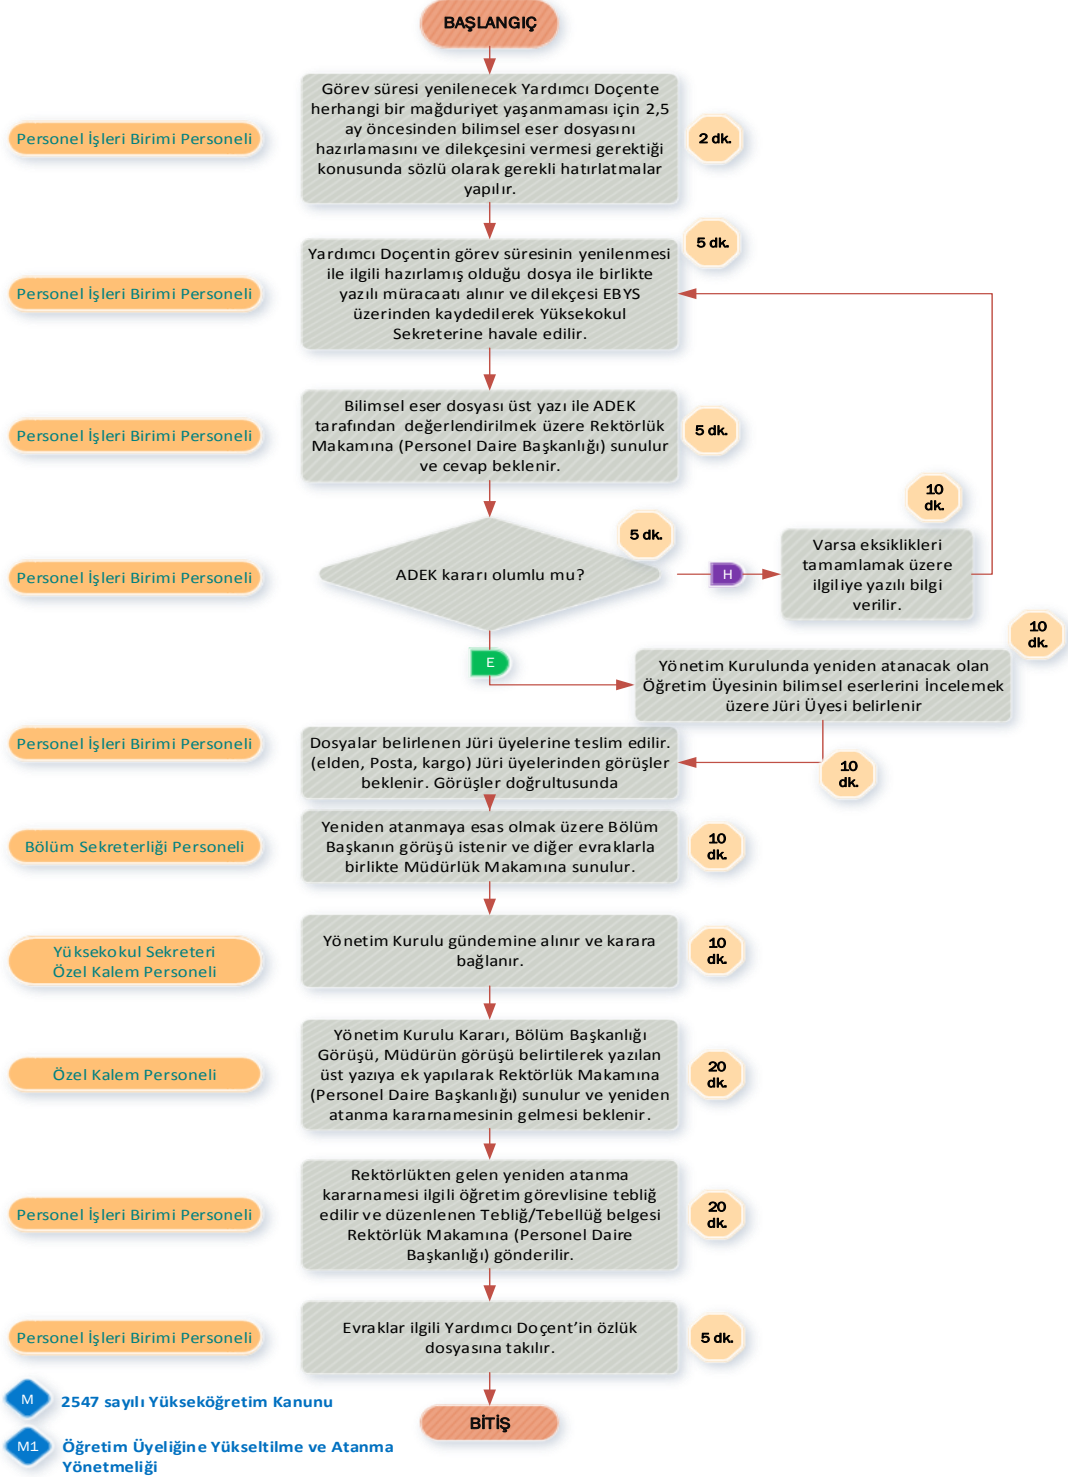 BAŞLANGIÇ
Görev süresi yenilenecek Yardımcı Doçente
herhangi bir mağduriyet yaşanmaması için 2,5
ay öncesinden bilimsel eser dosyasını
hazırlamasını ve dilekçesini vermesi gerektiği
konusunda sözlü olarak gerekli hatırlatmalar
yapılır.
Personel İşleri Birimi Personeli
2 dk.
5 dk.
Yardımcı Doçentin görev süresinin yenilenmesi
ile ilgili hazırlamış olduğu dosya ile birlikte
yazılı müracaatı alınır ve dilekçesi EBYS
üzerinden kaydedilerek Yüksekokul
Sekreterine havale edilir.
Personel İşleri Birimi Personeli
Bilimsel eser dosyası üst yazı ile ADEK
tarafından değerlendirilmek üzere Rektörlük
Makamına (Personel Daire Başkanlığı) sunulur
ve cevap beklenir.
Personel İşleri Birimi Personeli
5 dk.
10
dk.
5 dk.
Personel İşleri Birimi Personeli
ADEK kararı olumlu mu?
H
Varsa eksiklikleri
tamamlamak üzere
ilgiliye yazılı bilgi
verilir.
10
dk.
E
Yönetim Kurulunda yeniden atanacak olan
Öğretim Üyesinin bilimsel eserlerini İncelemek
üzere Jüri Üyesi belirlenir
Personel İşleri Birimi Personeli
Dosyalar belirlenen Jüri üyelerine teslim edilir.
(elden, Posta, kargo) Jüri üyelerinden görüşler
beklenir. Görüşler doğrultusunda
10
dk.
Bölüm Sekreterliği Personeli
Yeniden atanmaya esas olmak üzere Bölüm
Başkanın görüşü istenir ve diğer evraklarla
birlikte Müdürlük Makamına sunulur.
10
dk.
Yüksekokul Sekreteri
Özel Kalem Personeli
Yönetim Kurulu gündemine alınır ve karara
bağlanır.
10
dk.
Özel Kalem Personeli
Yönetim Kurulu Kararı, Bölüm Başkanlığı
Görüşü, Müdürün görüşü belirtilerek yazılan
üst yazıya ek yapılarak Rektörlük Makamına
(Personel Daire Başkanlığı) sunulur ve yeniden
atanma kararnamesinin gelmesi beklenir.
20
dk.
Personel İşleri Birimi Personeli
Rektörlükten gelen yeniden atanma
kararnamesi ilgili öğretim görevlisine tebliğ
edilir ve düzenlenen Tebliğ/Tebellüğ belgesi
Rektörlük Makamına (Personel Daire
Başkanlığı) gönderilir.
20
dk.
Personel İşleri Birimi Personeli
Evraklar ilgili Yardımcı Doçent’in özlük
dosyasına takılır.
5 dk.
M
2547 sayılı Yükseköğretim Kanunu
BİTİŞ
M1
Öğretim Üyeliğine Yükseltilme ve Atanma
Yönetmeliği